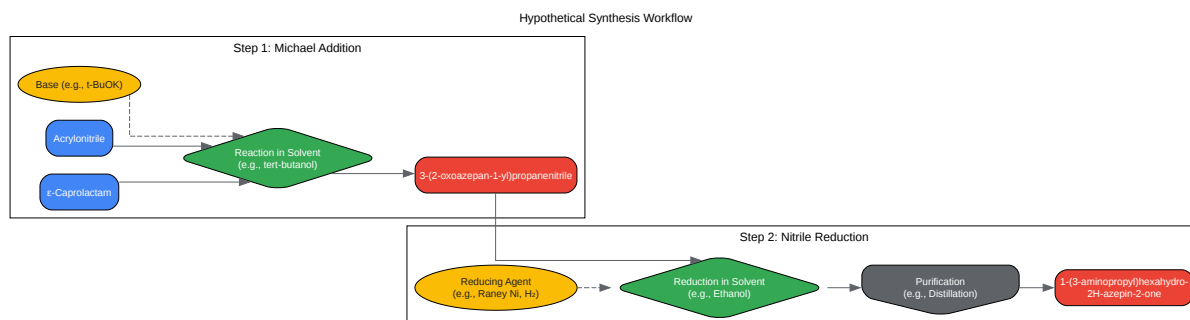 Hypothetical Synthesis Workflow
Step 1: Michael Addition
Base (e.g., t-BuOK)
Acrylonitrile
Reaction in Solvent
(e.g., tert-butanol)
3-(2-oxoazepan-1-yl)propanenitrile
ε-Caprolactam
Step 2: Nitrile Reduction
Reducing Agent
(e.g., Raney Ni, H₂)
Reduction in Solvent
(e.g., Ethanol)
Purification
(e.g., Distillation)
1-(3-aminopropyl)hexahydro-
2H-azepin-2-one